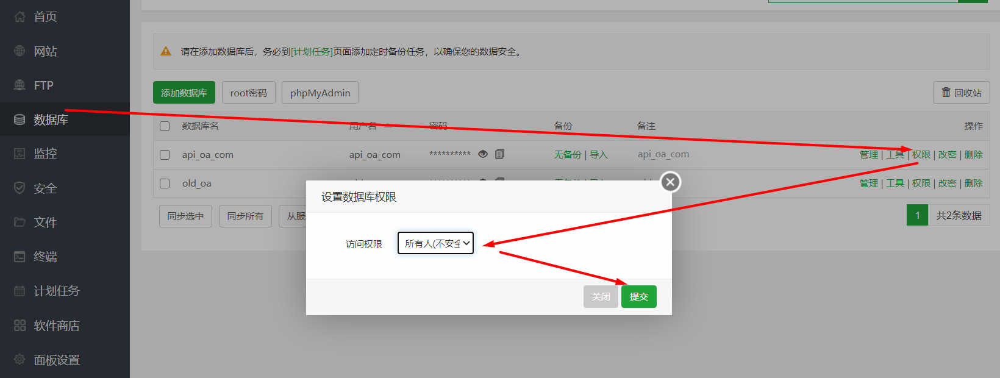 首页
网站
FTP
数据库
监控
安全
文件
终端
计划任务
软件商店
面板设置
请在添加数据库后，务必到[计划任务]页面添加定时备份任务，以确保您的数据安全。
添加数据库 root密码 phpMyAdmin 回收站
数据库名 用户名 密码 备份 备注 操作
api_oa_com api_oa_com ********** 无备份 | 导入 api_oa_com 管理 | 工具 | 权限 | 改密 | 删除
old_oa 管理 | 工具 | 权限 | 改密 | 删除
同步选中 同步所有 从服 1 共2条数据
设置数据库权限
访问权限 所有人(不安全
关闭 提交